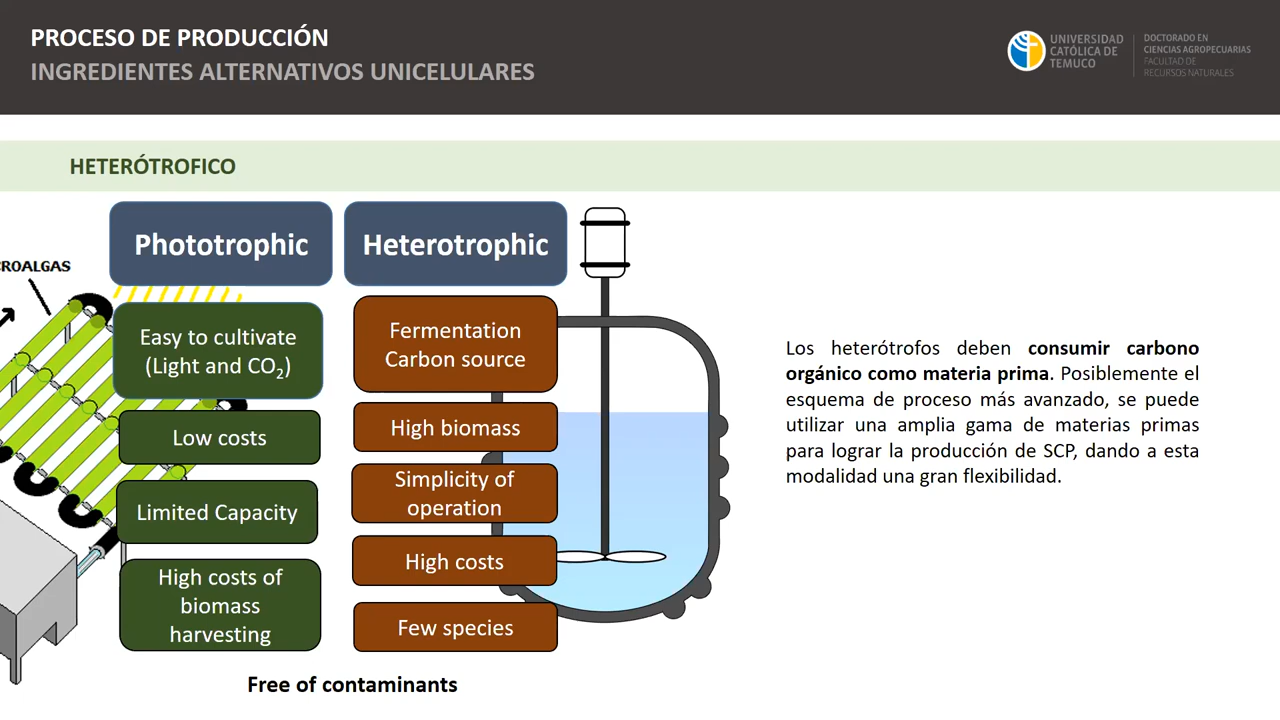 PROCESO DE PRODUCCIÓN
INGREDIENTES ALTERNATIVOS UNICELULARES
UNIVERSIDAD
CATÓLICA DE
TEMUCO
DOCTORADO EN
CIENCIAS AGROPECUARIAS
FACULTAD DE
RECURSOS NATURALES
HETERÓTROFICO
ROALGAS
Phototrophic
Easy to cultivate
(Light and CO₂)
Low costs
Limited Capacity
High costs of
biomass
harvesting
Heterotrophic
Fermentation
Carbon source
High biomass
Simplicity of
operation
High costs
Few species
Free of contaminants
Los heterótrofos deben consumir carbono
orgánico como materia prima. Posiblemente el
esquema de proceso más avanzado, se puede
utilizar una amplia gama de materias primas
para lograr la producción de SCP, dando a esta
modalidad una gran flexibilidad.